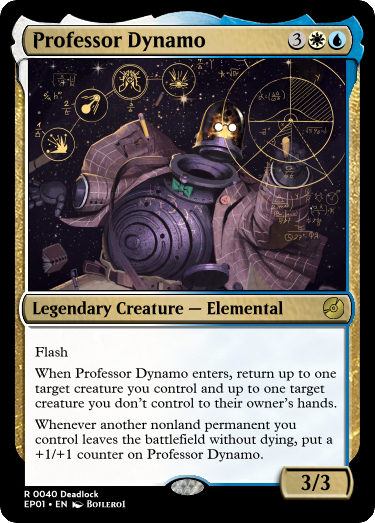 Professor Dynamo 3
Legendary Creature — Elemental
Flash
When Professor Dynamo enters, return up to one
target creature you control and up to one target
creature you don't control to their owner's hands.
Whenever another nonland permanent you
control leaves the battlefield without dying, put a
+1/+1 counter on Professor Dynamo.
3/3
R 0040 Deadlock
EP01 • EN Boileroi